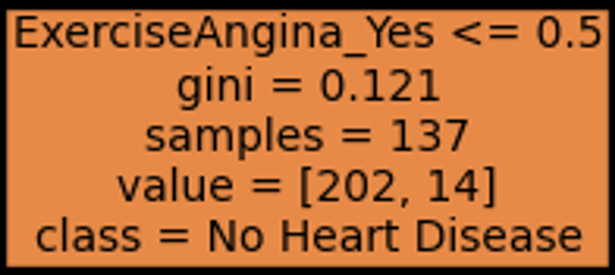 ExerciseAngina_Yes <= 0.5
gini = 0.121
samples = 137
value = [202, 14]
class = No Heart Disease